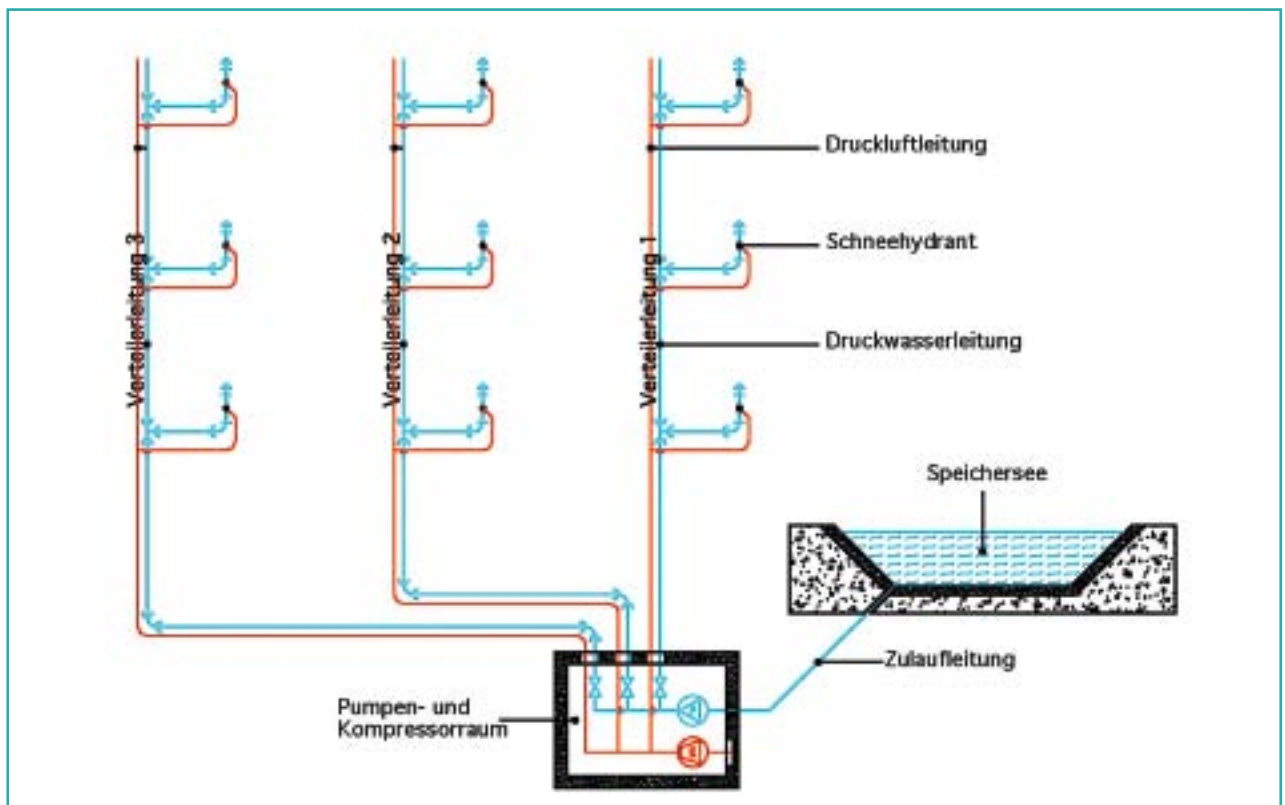 Druckluftleitung
Schneehydrant
Verteilerleitung 3
Verteilerleitung 2
Verteilerleitung 1
Druckwasserleitung
Speichersee
Zulaufleitung
Pumpen- und
Kompressorraum